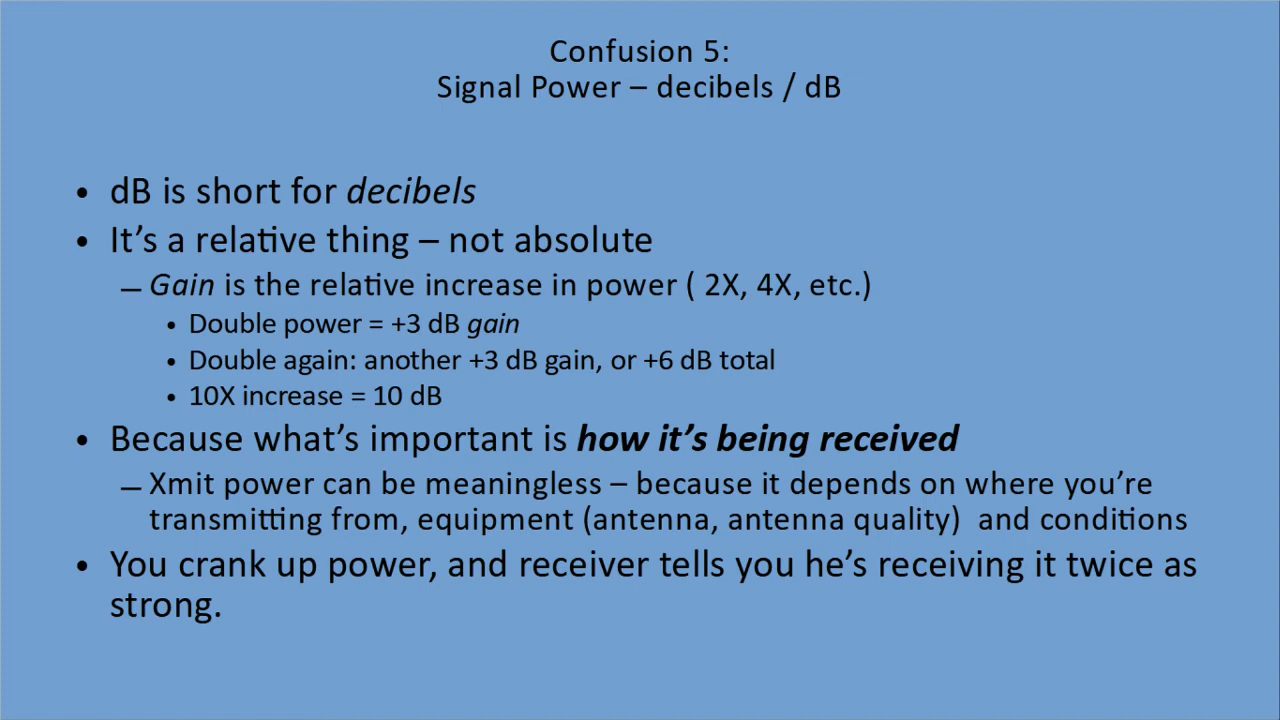 Confusion 5:
Signal Power – decibels / dB
• dB is short for decibels
• It’s a relative thing – not absolute
– Gain is the relative increase in power ( 2X, 4X, etc.)
• Double power = +3 dB gain
• Double again: another +3 dB gain, or +6 dB total
• 10X increase = 10 dB
• Because what’s important is how it’s being received
– Xmit power can be meaningless – because it depends on where you’re
transmitting from, equipment (antenna, antenna quality)  and conditions
• You crank up power, and receiver tells you he’s receiving it twice as
strong.